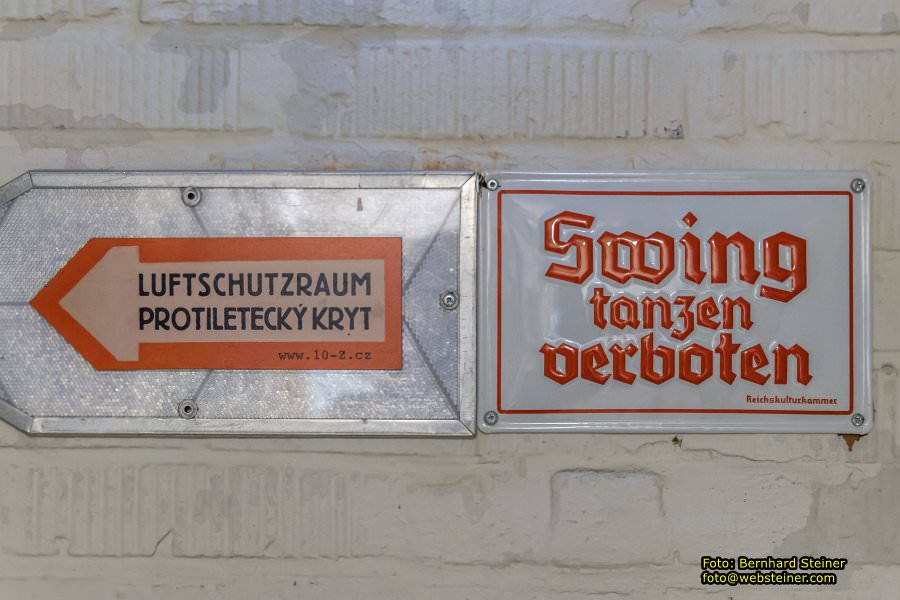 LUFTSCHUTZRAUM
PROTILETECKÝ KRYT
www.10-Z.cz
Swing
tanzen
verboten
Reichskulturkammer
Foto: Bernhard Steiner
foto@websteiner.com